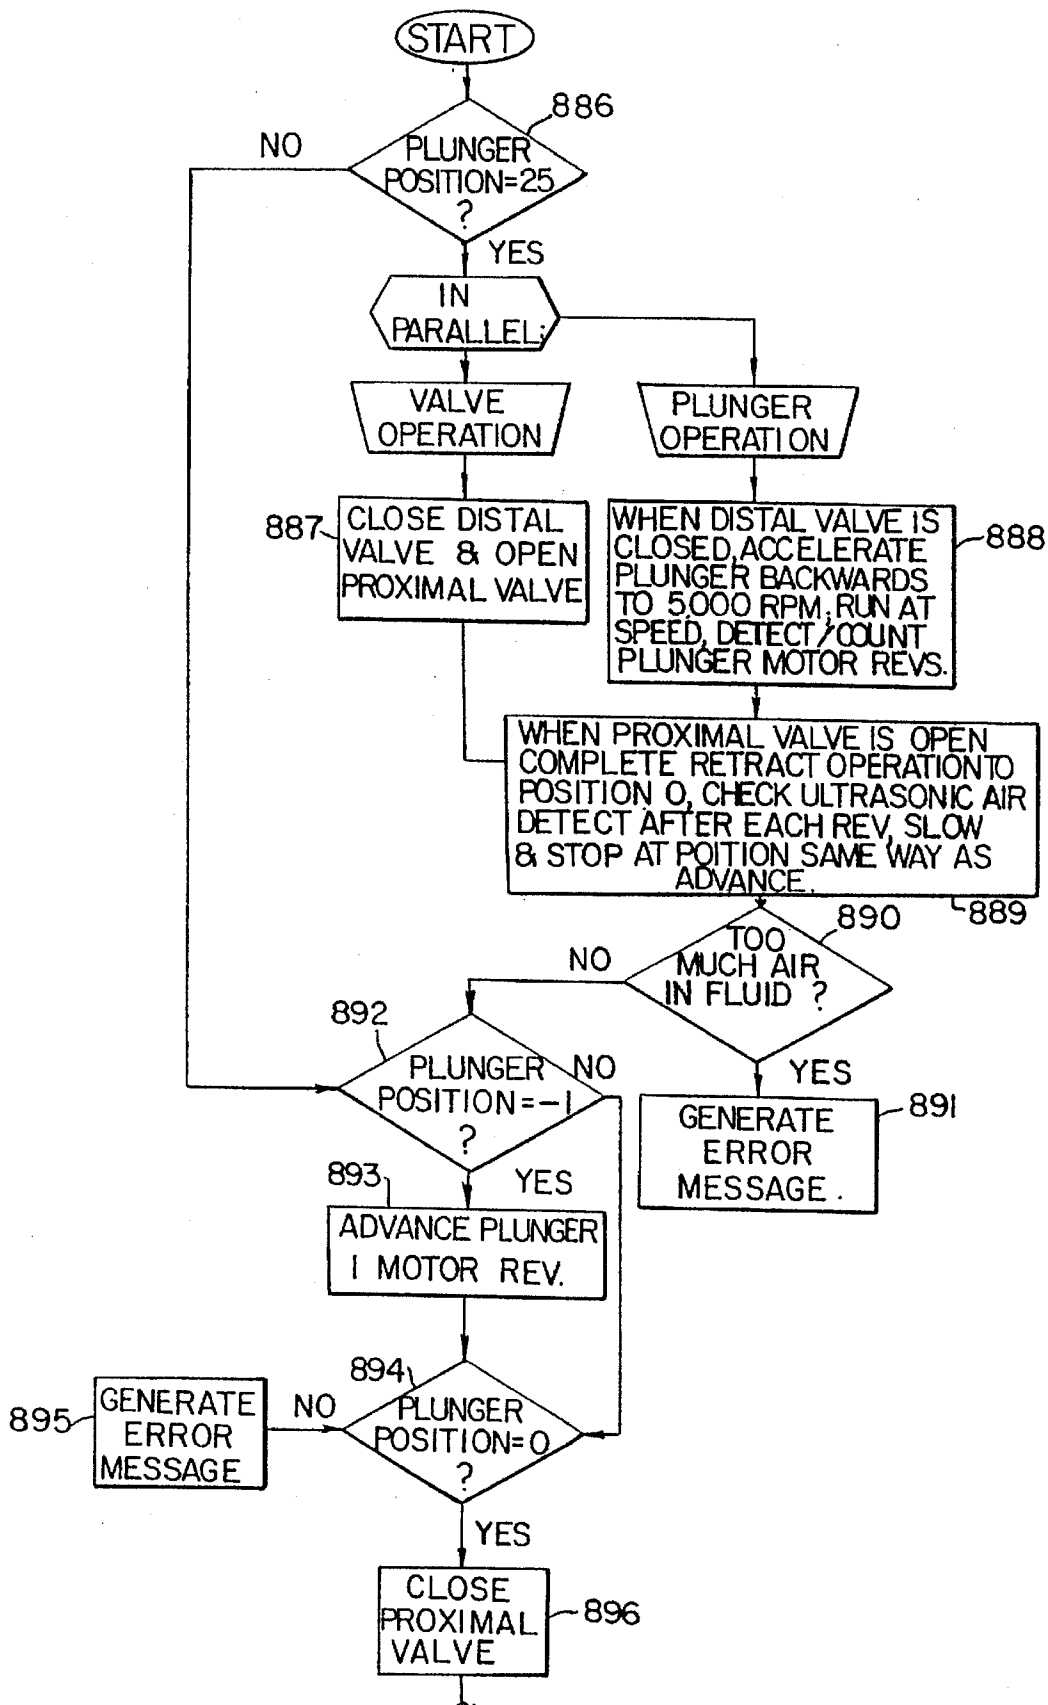 START
886
NO
PLUNGER
POSITION=25
?
YES
IN
PARALLEL:
VALVE
OPERATION
PLUNGER
OPERATION
887
CLOSE DISTAL
VALVE & OPEN
PROXIMAL VALVE
WHEN DISTAL VALVE IS
CLOSED, ACCELERATE
PLUNGER BACKWARDS
TO 5,000 RPM; RUN AT
SPEED, DETECT/COUNT
PLUNGER MOTOR REVS.
888
WHEN PROXIMAL VALVE IS OPEN
COMPLETE RETRACT OPERATION TO
POSITION 0, CHECK ULTRASONIC AIR
DETECT AFTER EACH REV, SLOW
& STOP AT POITION SAME WAY AS
ADVANCE.
889
890
TOO
MUCH AIR
IN FLUID ?
NO
YES
892
PLUNGER
POSITION=-1
?
NO
YES
GENERATE
ERROR
MESSAGE.
891
893
ADVANCE PLUNGER
1 MOTOR REV.
894
PLUNGER
POSITION=0
?
NO
895
GENERATE
ERROR
MESSAGE
YES
CLOSE
PROXIMAL
VALVE
896